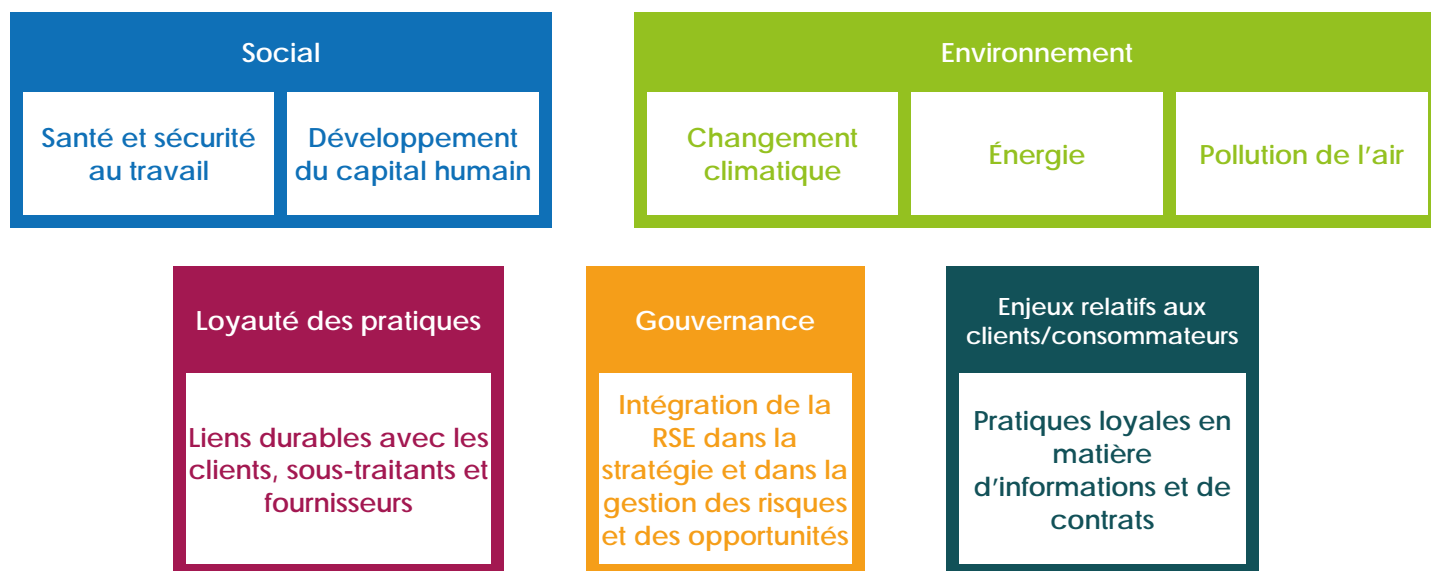 Social
Santé et sécurité
au travail
Développement
du capital humain
Environnement
Changement
climatique
Énergie
Pollution de l’air
Loyauté des pratiques
Liens durables avec les
clients, sous-traitants et
fournisseurs
Gouvernance
Intégration de la
RSE dans la
stratégie et dans la
gestion des risques
et des opportunités
Enjeux relatifs aux
clients/consommateurs
Pratiques loyales en
matière
d’informations et de
contrats